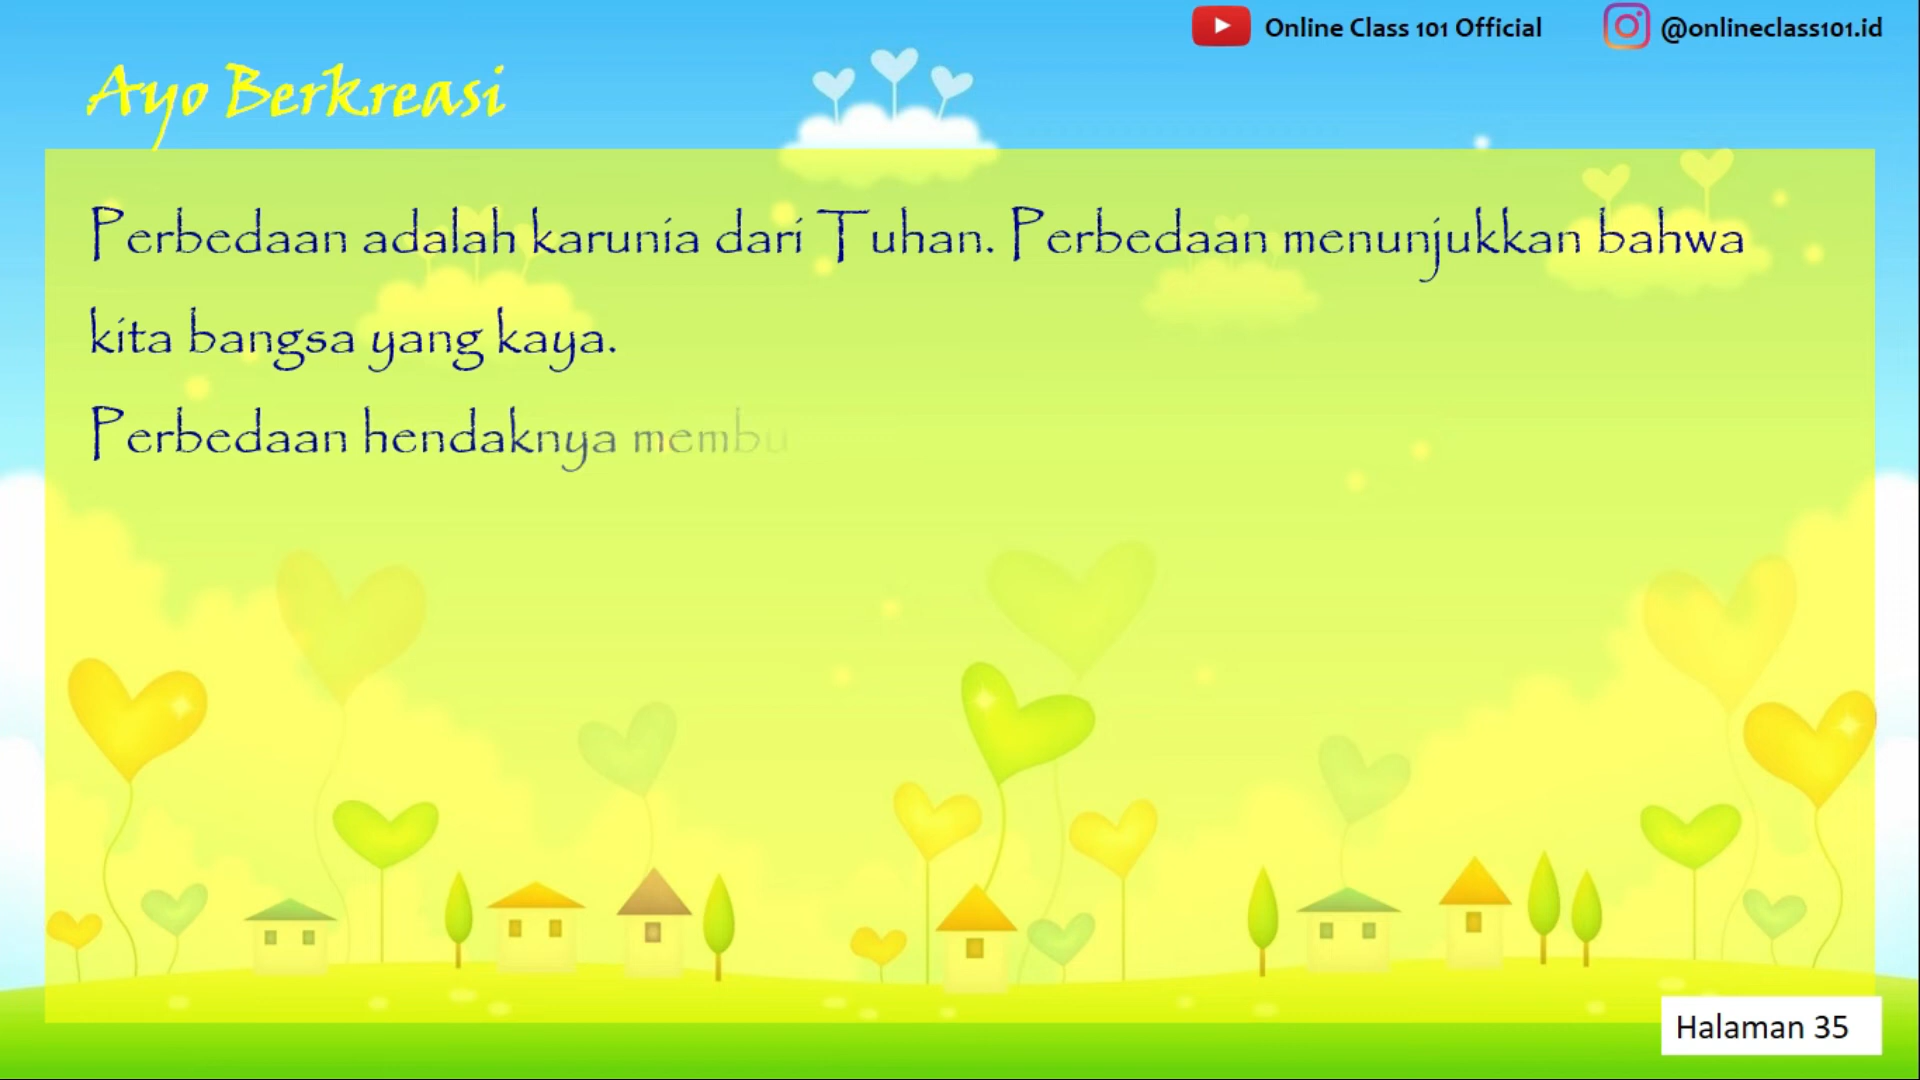 Online Class 101 Official
@onlineclass101.id
Ayo Berkreasi
Perbedaan adalah karunia dari Tuhan. Perbedaan menunjukkan bahwa
kita bangsa yang kaya.
Perbedaan hendaknya membu
Halaman 35